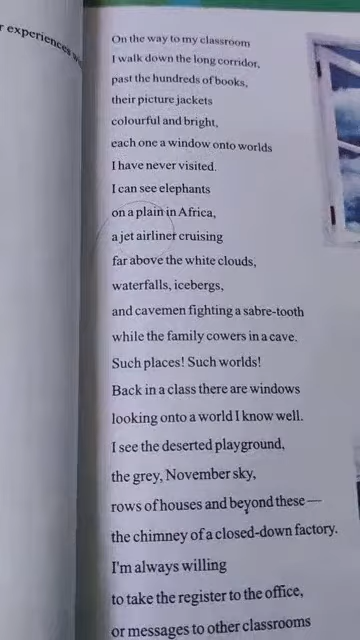 r experiences
On the way to my classroom
I walk down the long corridor,
past the hundreds of books,
their picture jackets
colourful and bright,
each one a window onto worlds
I have never visited.
I can see elephants
on a plain in Africa,
a jet airliner cruising
far above the white clouds,
waterfalls, icebergs,
and cavemen fighting a sabre-tooth
while the family cowers in a cave.
Such places! Such worlds!
Back in a class there are windows
looking onto a world I know well.
I see the deserted playground,
the grey, November sky,
rows of houses and beyond these—
the chimney of a closed-down factory.
I'm always willing
to take the register to the office,
or messages to other classrooms